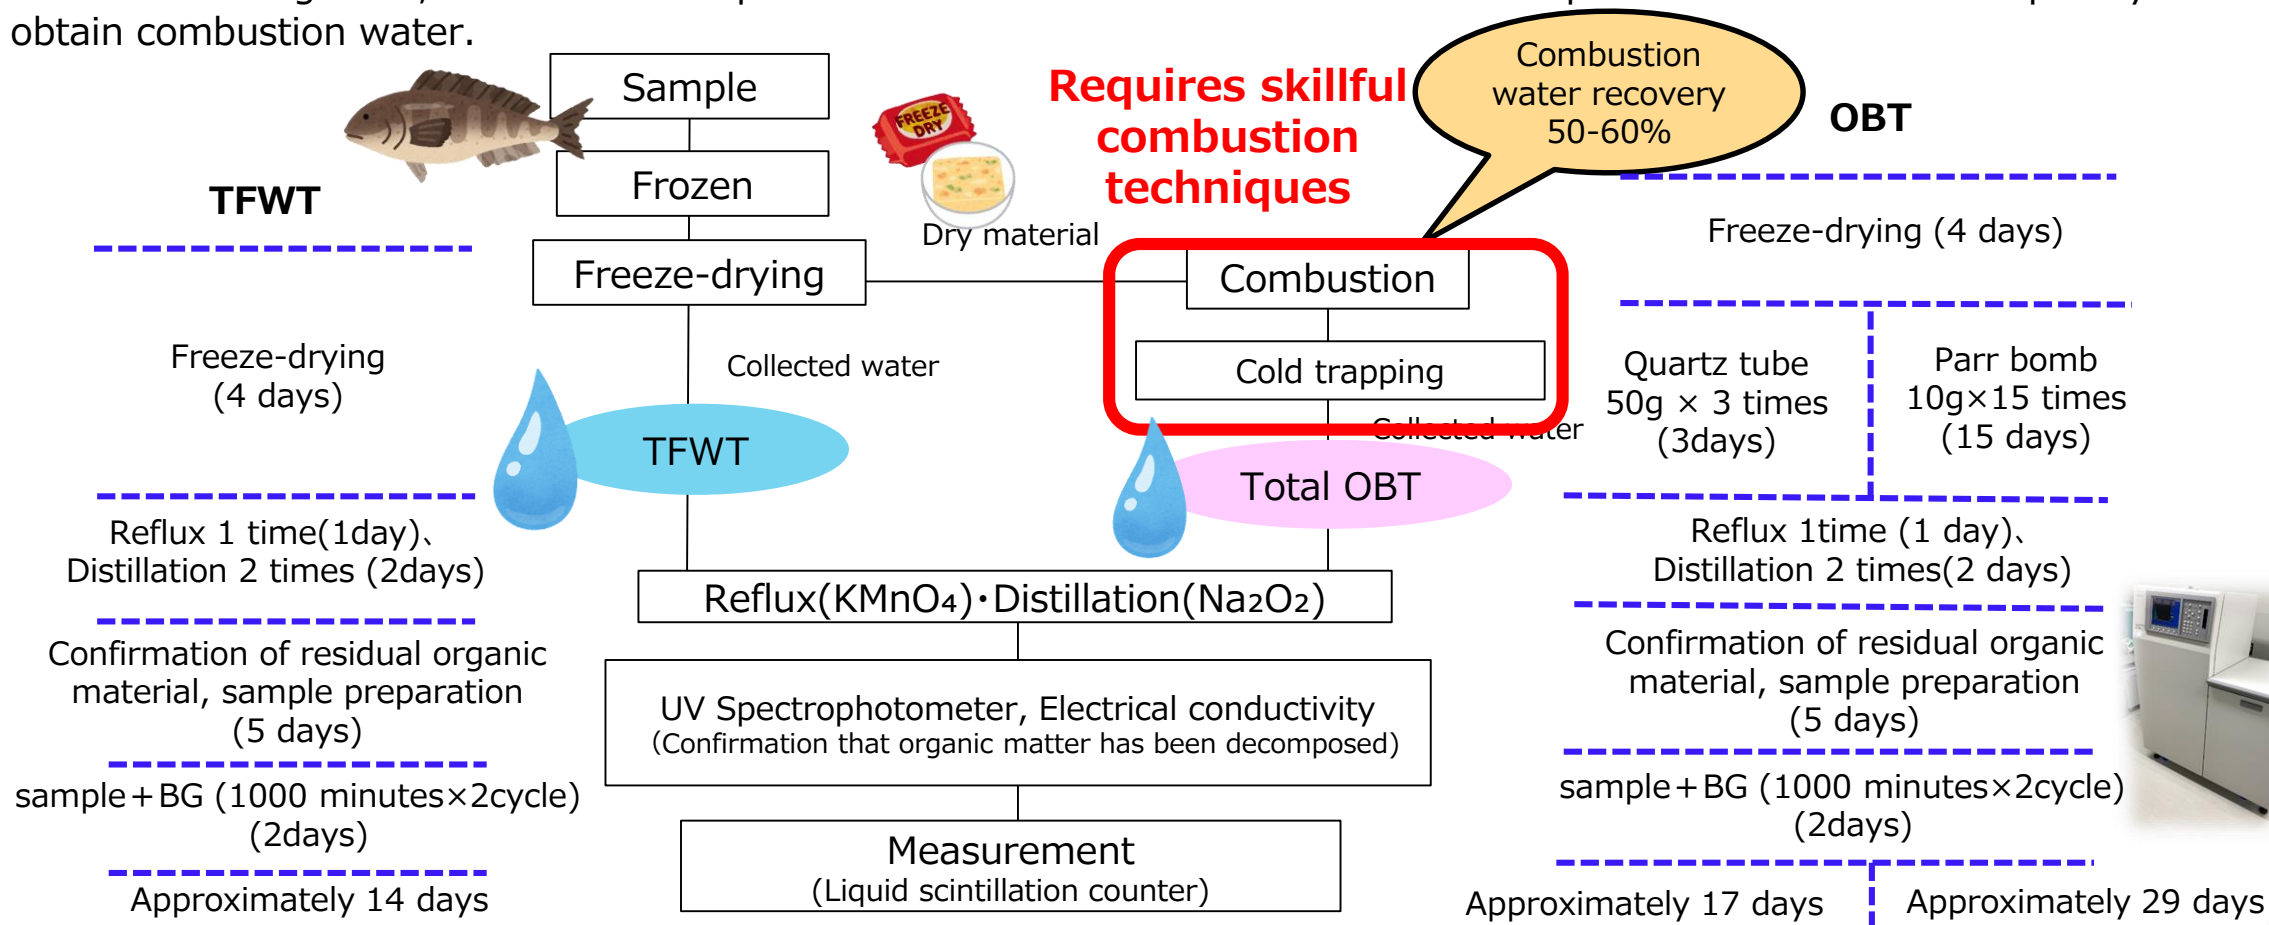 obtain combustion water.
Sample
Frozen
Freeze-drying
FREEZE
DRY
Dry material
Requires skillful
combustion
techniques
Combustion
water recovery
50-60%
Combustion
Cold trapping
Collected water
Collected water
TFWT
Total OBT
Reflux(KMnO₄)・Distillation(Na₂O₂)
UV Spectrophotometer, Electrical conductivity
(Confirmation that organic matter has been decomposed)
Measurement
(Liquid scintillation counter)
TFWT
Freeze-drying
(4 days)
Reflux 1 time(1day)、
Distillation 2 times (2days)
Confirmation of residual organic
material, sample preparation
(5 days)
sample+BG (1000 minutes×2cycle)
(2days)
Approximately 14 days
OBT
Freeze-drying (4 days)
Quartz tube
50g × 3 times
(3days)
Parr bomb
10g×15 times
(15 days)
Reflux 1time (1 day)、
Distillation 2 times(2 days)
Confirmation of residual organic
material, sample preparation
(5 days)
sample+BG (1000 minutes×2cycle)
(2days)
Approximately 17 days
Approximately 29 days